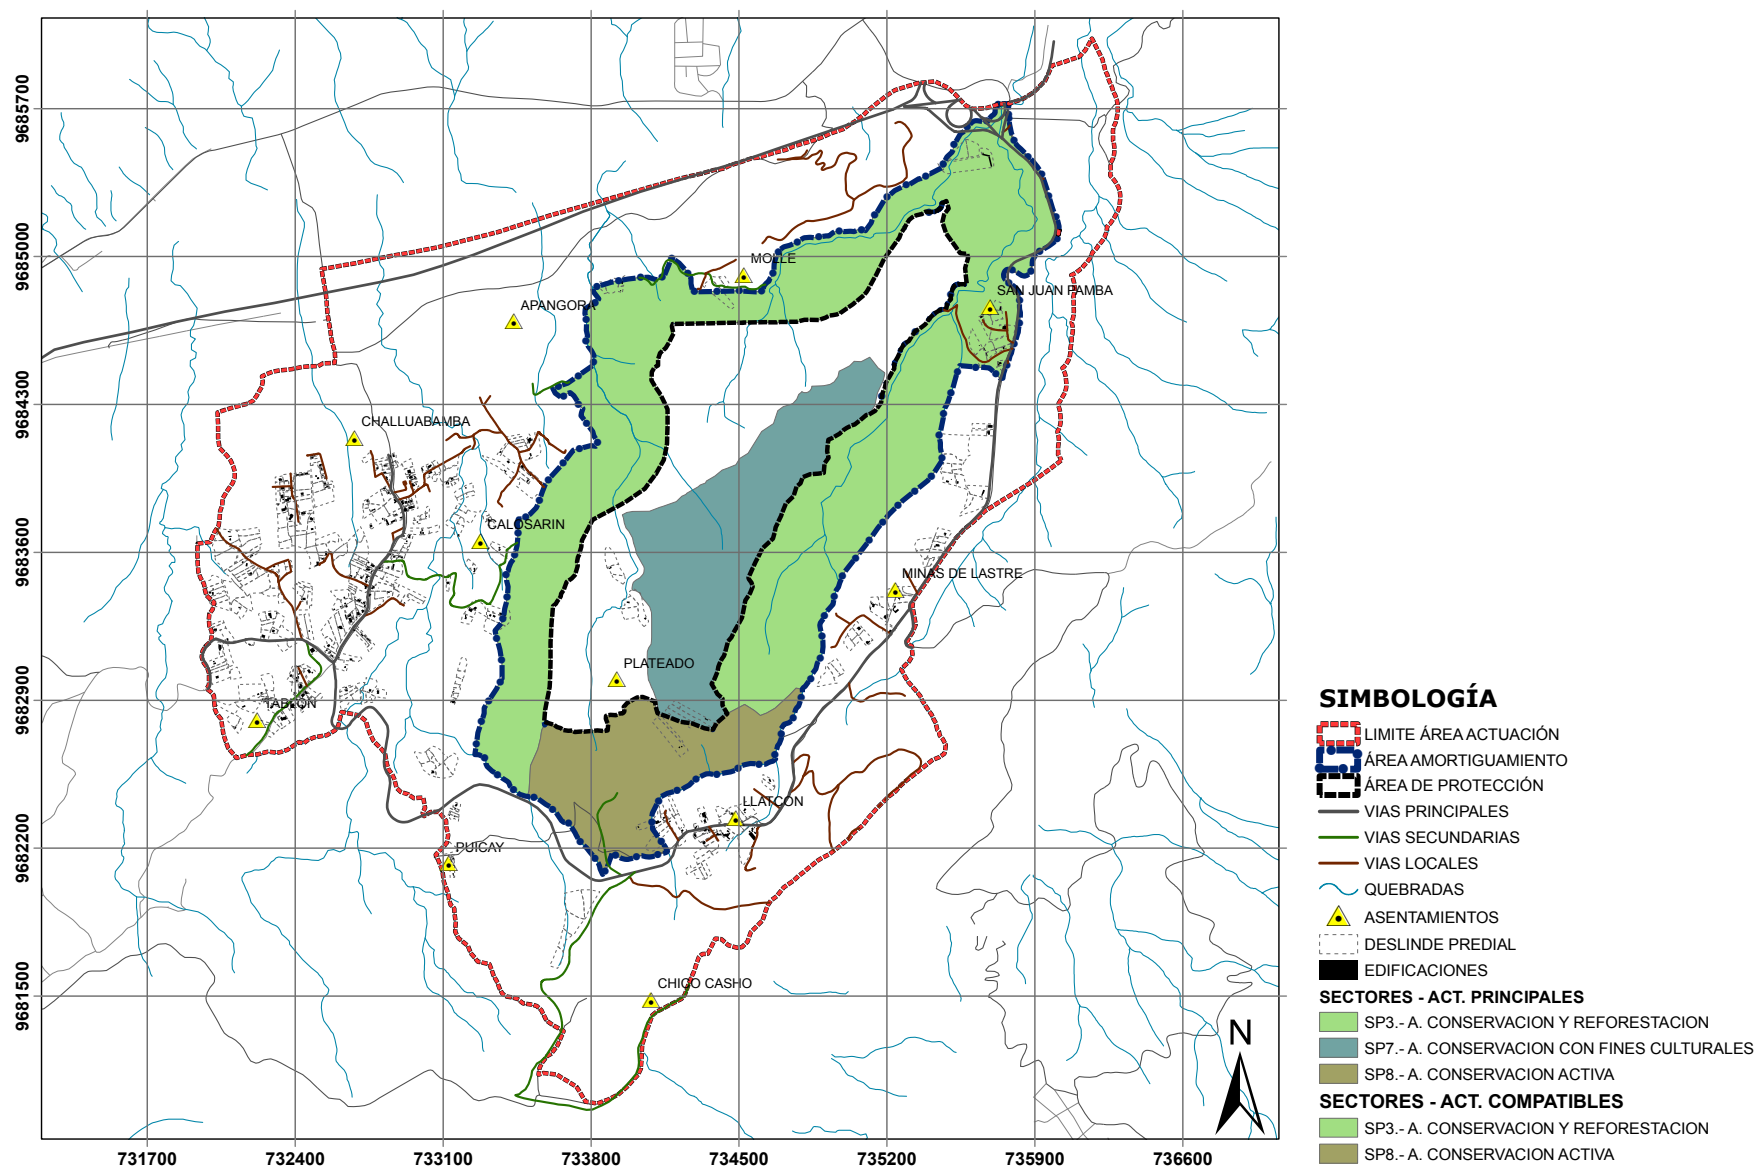 9685700
9685000
9684300
9683600
9682900
9682200
9681500
731700
732400
733100
733800
734500
735200
735900
736600
MOLLE
SAN JUAN PAMBA
APANGORA
CHALLUABAMBA
CALOSARIN
MINAS DE LASTRE
PLATEADO
TABLON
LLATCON
PUICAY
CHICO CASHO
N
SIMBOLOGÍA
LIMITE ÁREA ACTUACIÓN
ÁREA AMORTIGUAMIENTO
ÁREA DE PROTECCIÓN
VIAS PRINCIPALES
VIAS SECUNDARIAS
VIAS LOCALES
QUEBRADAS
ASENTAMIENTOS
DESLINDE PREDIAL
EDIFICACIONES
SECTORES - ACT. PRINCIPALES
SP3.- A. CONSERVACION Y REFORESTACION
SP7.- A. CONSERVACION CON FINES CULTURALES
SP8.- A. CONSERVACION ACTIVA
SECTORES - ACT. COMPATIBLES
SP3.- A. CONSERVACION Y REFORESTACION
SP8.- A. CONSERVACION ACTIVA